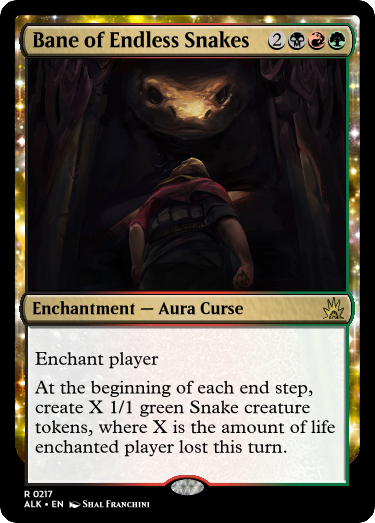 Bane of Endless Snakes 2
Enchantment — Aura Curse
Enchant player
At the beginning of each end step,
create X 1/1 green Snake creature
tokens, where X is the amount of life
enchanted player lost this turn.
R 0217
ALK • EN Shal Franchini